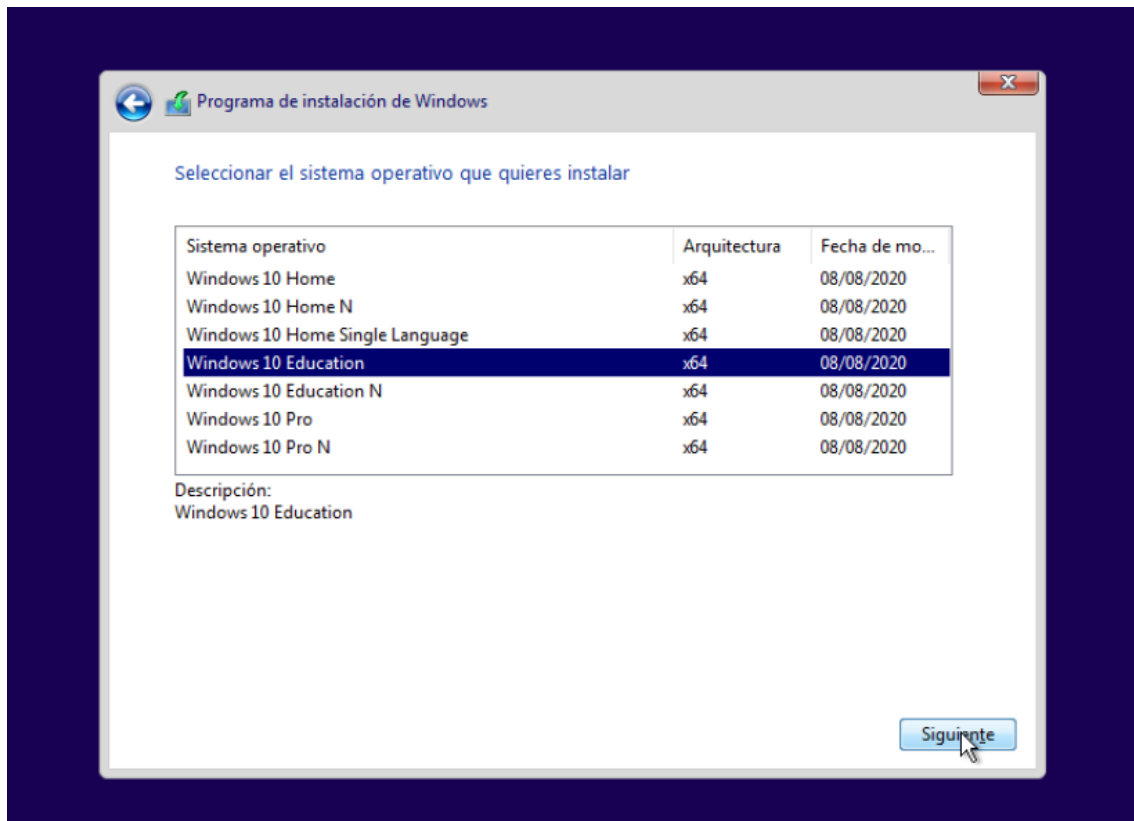 Programa de instalación de Windows
Seleccionar el sistema operativo que quieres instalar
Sistema operativo Arquitectura Fecha de mo...
Windows 10 Home x64 08/08/2020
Windows 10 Home N x64 08/08/2020
Windows 10 Home Single Language x64 08/08/2020
Windows 10 Education x64 08/08/2020
Windows 10 Education N x64 08/08/2020
Windows 10 Pro x64 08/08/2020
Windows 10 Pro N x64 08/08/2020
Descripción:
Windows 10 Education
Siguiente